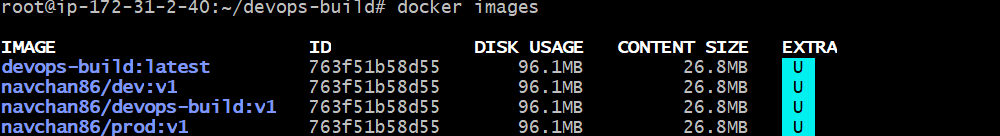 root@ip-172-31-2-40:~/devops-build# docker images
IMAGE ID DISK USAGE CONTENT SIZE EXTRA
devops-build:latest 763f51b58d55 96.1MB 26.8MB U
navchan86/dev:v1 763f51b58d55 96.1MB 26.8MB U
navchan86/devops-build:v1 763f51b58d55 96.1MB 26.8MB U
navchan86/prod:v1 763f51b58d55 96.1MB 26.8MB U